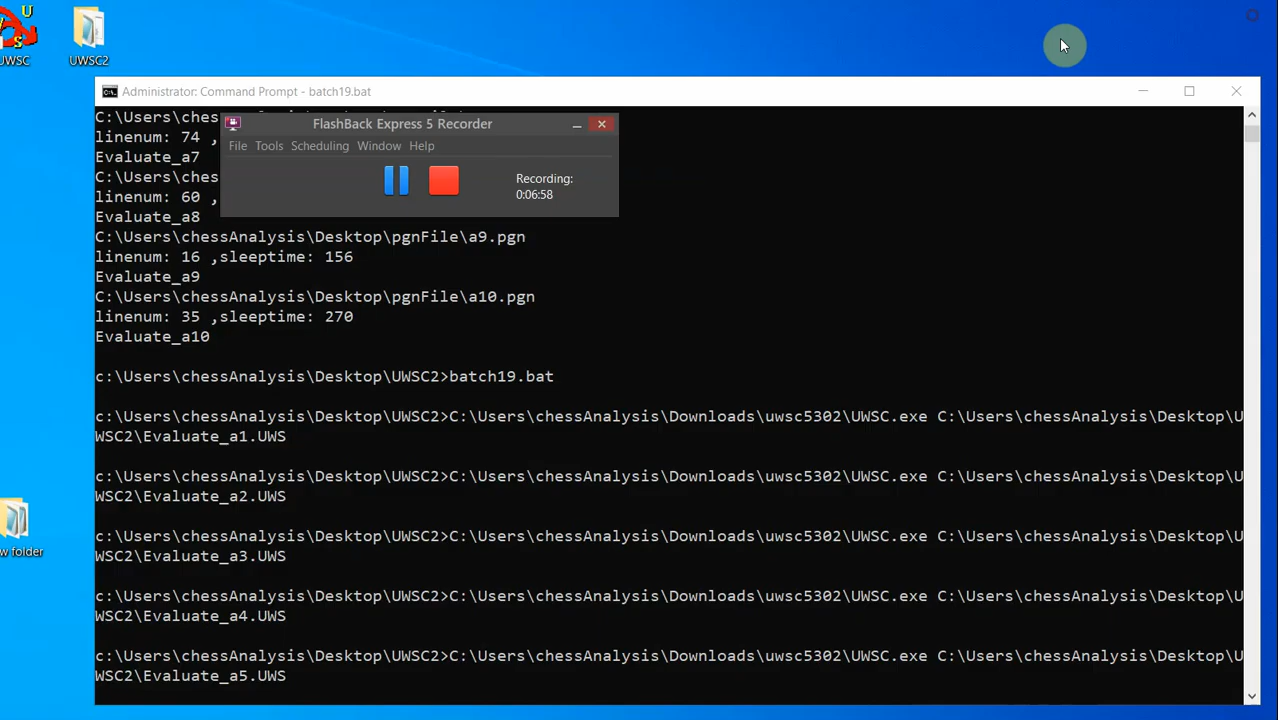 U
S
UWSC
UWSC2
Administrator: Command Prompt - batch19.bat
C:\Users\chess
linenum: 74 ,
Evaluate_a7
C:\Users\chess
linenum: 60 ,
Evaluate_a8
FlashBack Express 5 Recorder
File Tools Scheduling Window Help
Recording:
0:06:58
C:\Users\chessAnalysis\Desktop\pgnFile\a9.pgn
linenum: 16 ,sleeptime: 156
Evaluate_a9
C:\Users\chessAnalysis\Desktop\pgnFile\a10.pgn
linenum: 35 ,sleeptime: 270
Evaluate_a10
c:\Users\chessAnalysis\Desktop\UWSC2>batch19.bat
c:\Users\chessAnalysis\Desktop\UWSC2>C:\Users\chessAnalysis\Downloads\uwsc5302\UWSC.exe C:\Users\chessAnalysis\Desktop\U
WSC2\Evaluate_a1.UWS
c:\Users\chessAnalysis\Desktop\UWSC2>C:\Users\chessAnalysis\Downloads\uwsc5302\UWSC.exe C:\Users\chessAnalysis\Desktop\U
WSC2\Evaluate_a2.UWS
c:\Users\chessAnalysis\Desktop\UWSC2>C:\Users\chessAnalysis\Downloads\uwsc5302\UWSC.exe C:\Users\chessAnalysis\Desktop\U
WSC2\Evaluate_a3.UWS
c:\Users\chessAnalysis\Desktop\UWSC2>C:\Users\chessAnalysis\Downloads\uwsc5302\UWSC.exe C:\Users\chessAnalysis\Desktop\U
WSC2\Evaluate_a4.UWS
c:\Users\chessAnalysis\Desktop\UWSC2>C:\Users\chessAnalysis\Downloads\uwsc5302\UWSC.exe C:\Users\chessAnalysis\Desktop\U
WSC2\Evaluate_a5.UWS
w folder